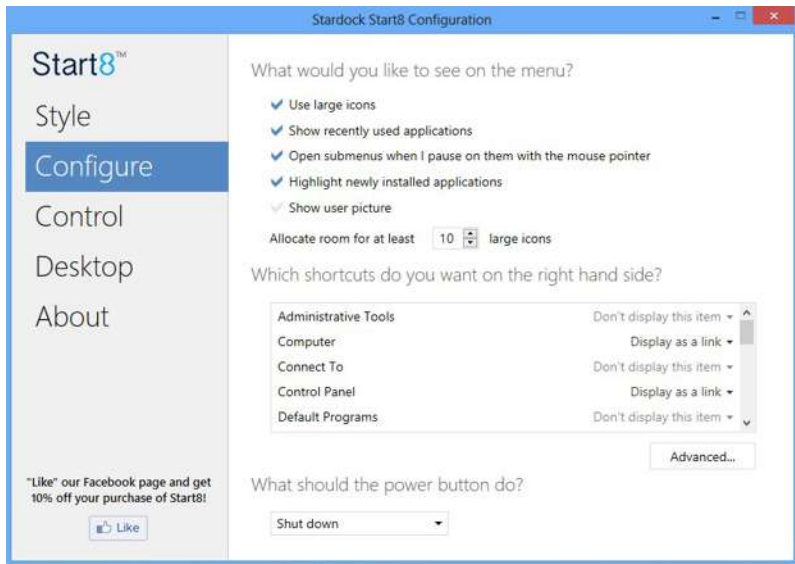 Stardock Start8 Configuration
Start8™
Style
Configure
Control
Desktop
About
"Like" our Facebook page and get
10% off your purchase of Start8!
Like
What would you like to see on the menu?
Use large icons
Show recently used applications
Open submenus when I pause on them with the mouse pointer
Highlight newly installed applications
Show user picture
Allocate room for at least 10 large icons
Which shortcuts do you want on the right hand side?
Administrative Tools Don't display this item
Computer Display as a link
Connect To Don't display this item
Control Panel Display as a link
Default Programs Don't display this item
Advanced...
What should the power button do?
Shut down